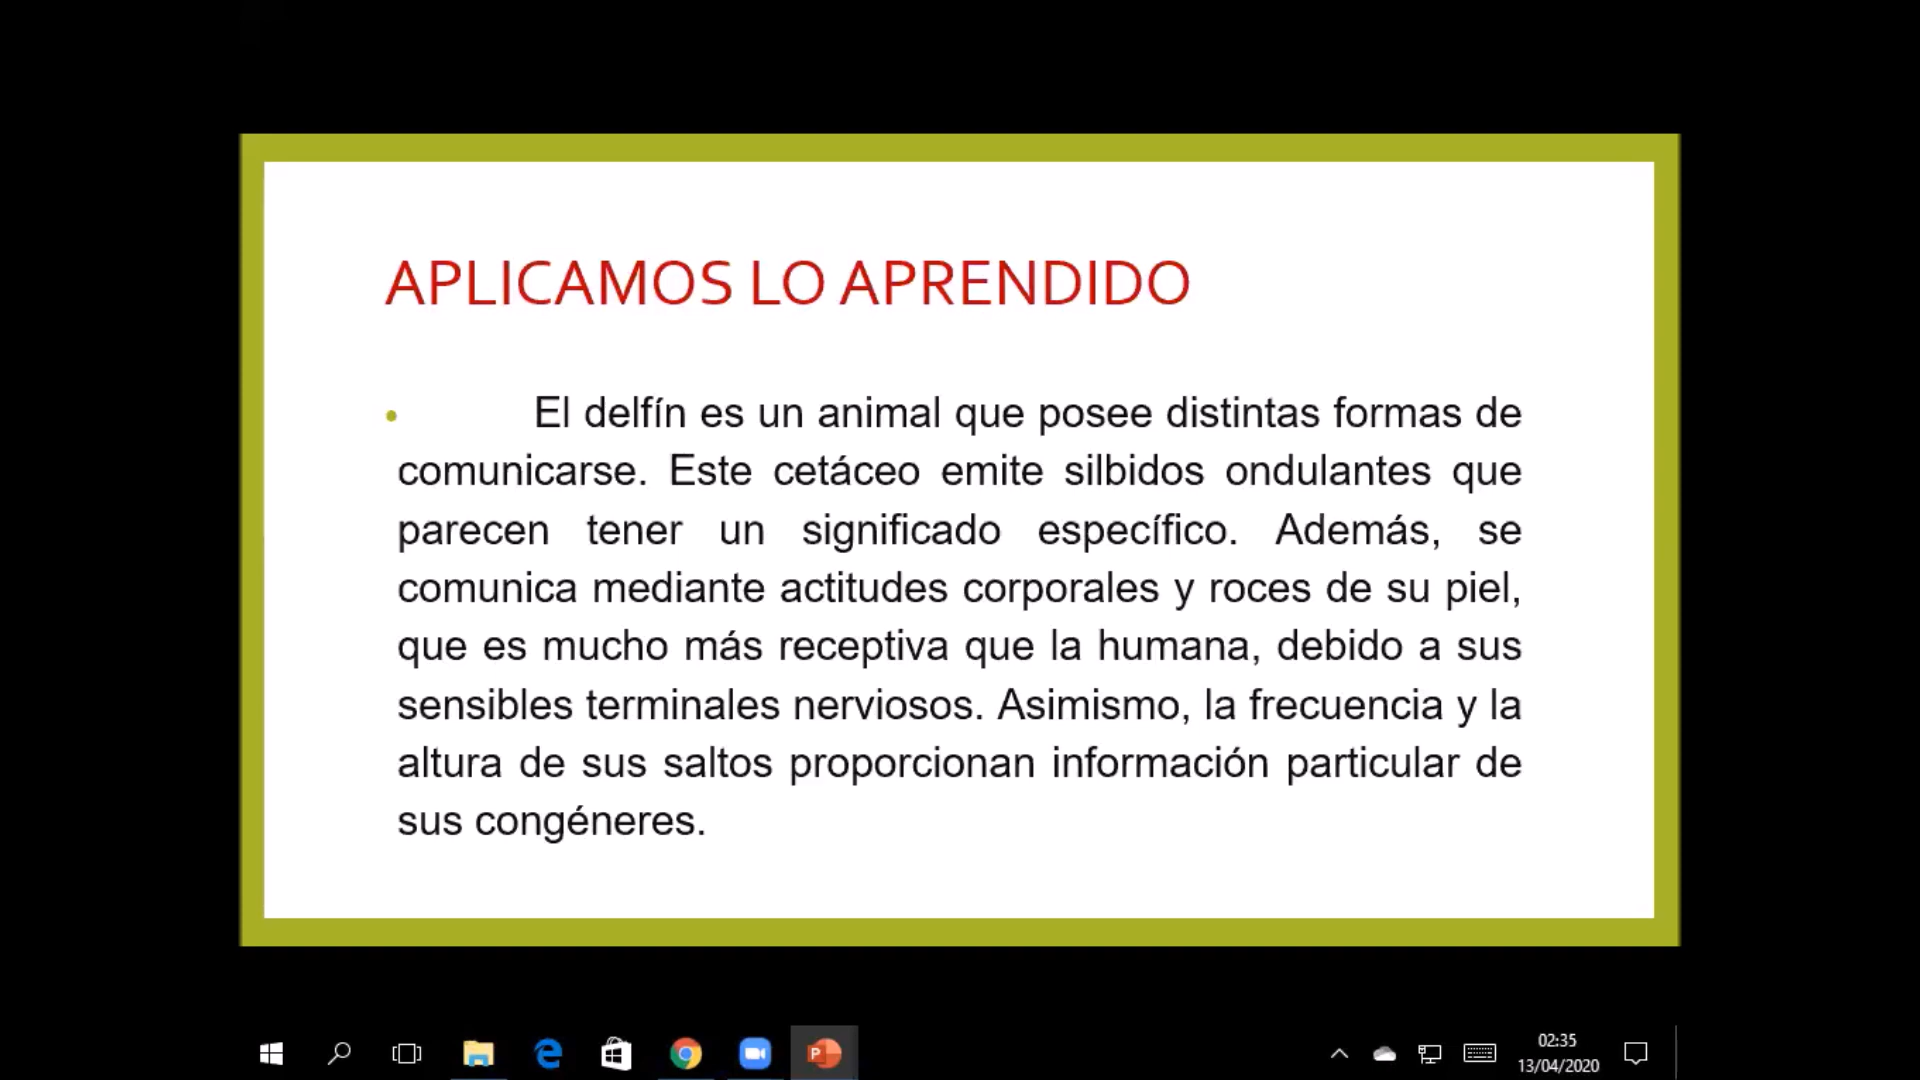 APLICAMOS LO APRENDIDO
• El delfín es un animal que posee distintas formas de
comunicarse. Este cetáceo emite silbidos ondulantes que
parecen tener un significado específico. Además, se
comunica mediante actitudes corporales y roces de su piel,
que es mucho más receptiva que la humana, debido a sus
sensibles terminales nerviosos. Asimismo, la frecuencia y la
altura de sus saltos proporcionan información particular de
sus congéneres.
02:35
13/04/2020